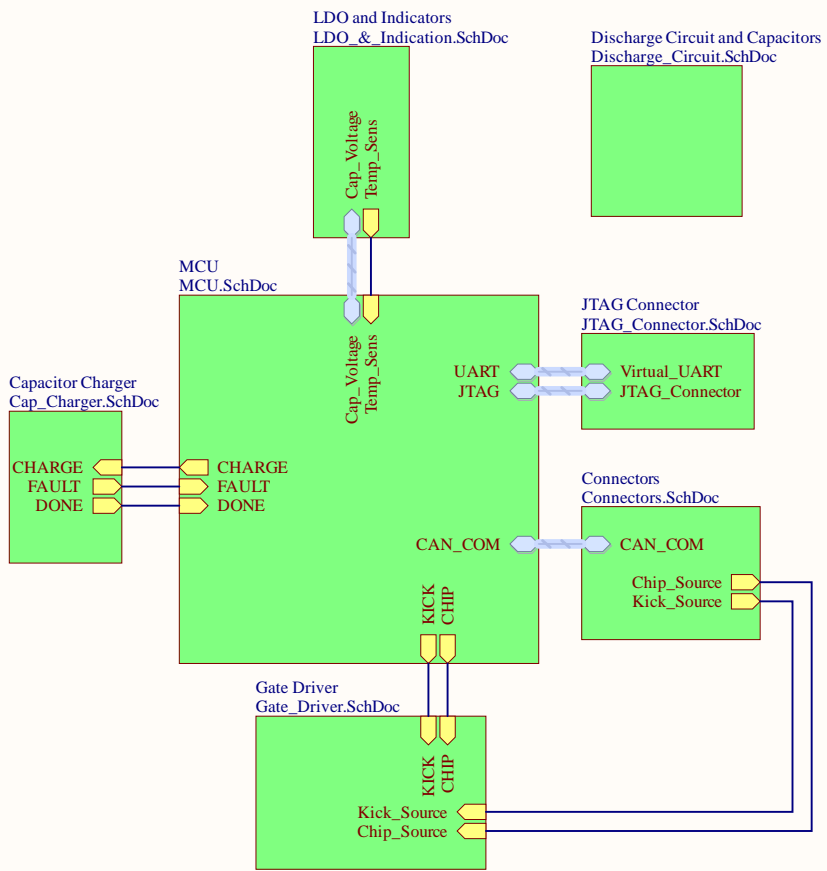 LDO and Indicators
LDO_&_Indication.SchDoc
Cap_Voltage
Temp_Sens
Discharge Circuit and Capacitors
Discharge_Circuit.SchDoc
MCU
MCU.SchDoc
Cap_Voltage
Temp_Sens
UART
JTAG
CHARGE
FAULT
DONE
CAN_COM
KICK
CHIP
JTAG Connector
JTAG_Connector.SchDoc
Virtual_UART
JTAG_Connector
Capacitor Charger
Cap_Charger.SchDoc
CHARGE
FAULT
DONE
Connectors
Connectors.SchDoc
CAN_COM
Chip_Source
Kick_Source
Gate Driver
Gate_Driver.SchDoc
KICK
CHIP
Kick_Source
Chip_Source